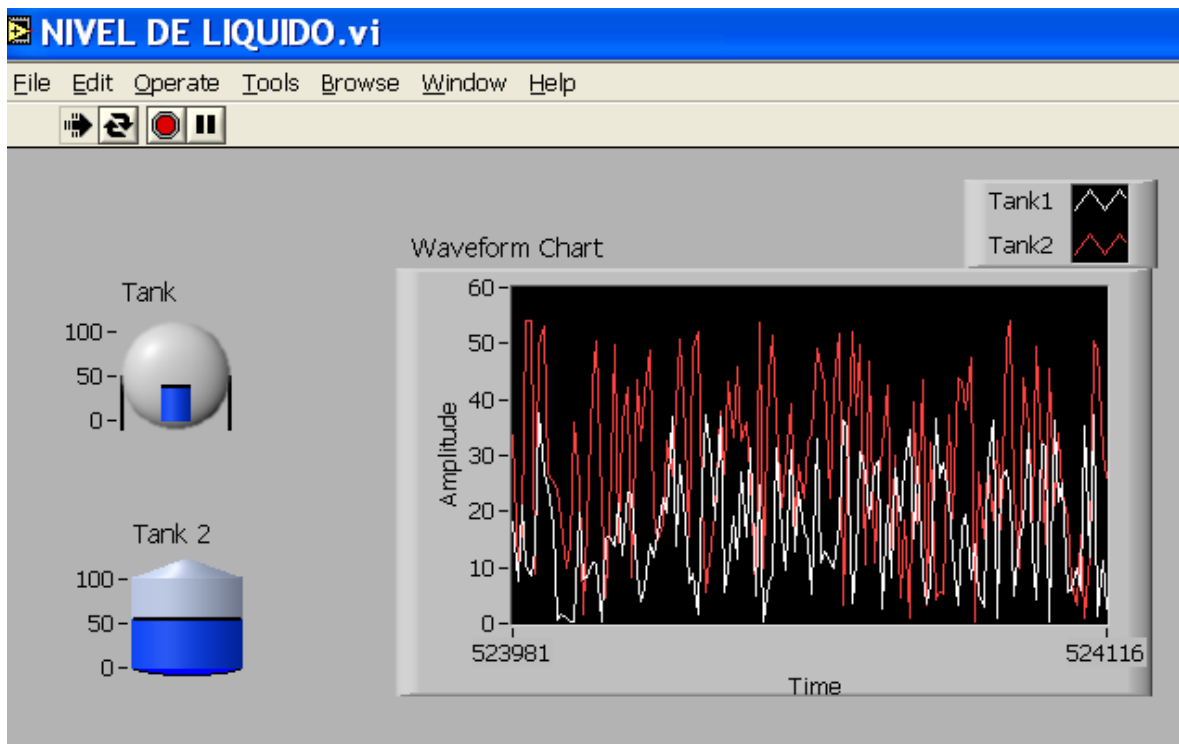 NIVEL DE LIQUIDO.vi
File Edit Operate Tools Browse Window Help
Tank1
Tank2
Waveform Chart
Tank
100
50
0
Tank 2
100
50
0
Amplitude
60
50
40
30
20
10
0
523981 524116
Time